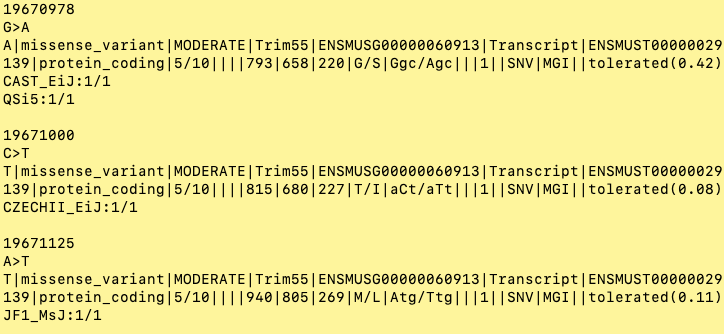 19670978
G>A
A|missense_variant|MODERATE|Trim55|ENSMUSG00000060913|Transcript|ENSMUST00000029
139|protein_coding|5/10||||793|658|220|G/S|Ggc/Agc|||1||SNV|MGI||tolerated(0.42)
CAST_EiJ:1/1
QSi5:1/1

19671000
C>T
T|missense_variant|MODERATE|Trim55|ENSMUSG00000060913|Transcript|ENSMUST00000029
139|protein_coding|5/10||||815|680|227|T/I|aCt/aTt|||1||SNV|MGI||tolerated(0.08)
CZECHII_EiJ:1/1

19671125
A>T
T|missense_variant|MODERATE|Trim55|ENSMUSG00000060913|Transcript|ENSMUST00000029
139|protein_coding|5/10||||940|805|269|M/L|Atg/Ttg|||1||SNV|MGI||tolerated(0.11)
JF1_MsJ:1/1